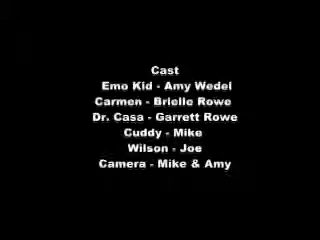 Cast
Emo Kid - Amy Wedel
Carmen - Brielle Rowe
Dr. Casa - Garrett Rowe
Cuddy - Mike
Wilson - Joe
Camera - Mike & Amy